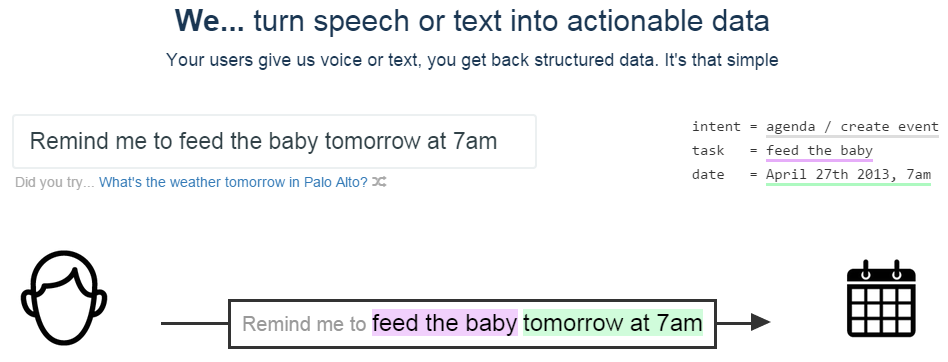 We... turn speech or text into actionable data
Your users give us voice or text, you get back structured data. It's that simple
Remind me to feed the baby tomorrow at 7am
Did you try... What's the weather tomorrow in Palo Alto?
intent = agenda / create event
task = feed the baby
date = April 27th 2013, 7am
Remind me to feed the baby tomorrow at 7am